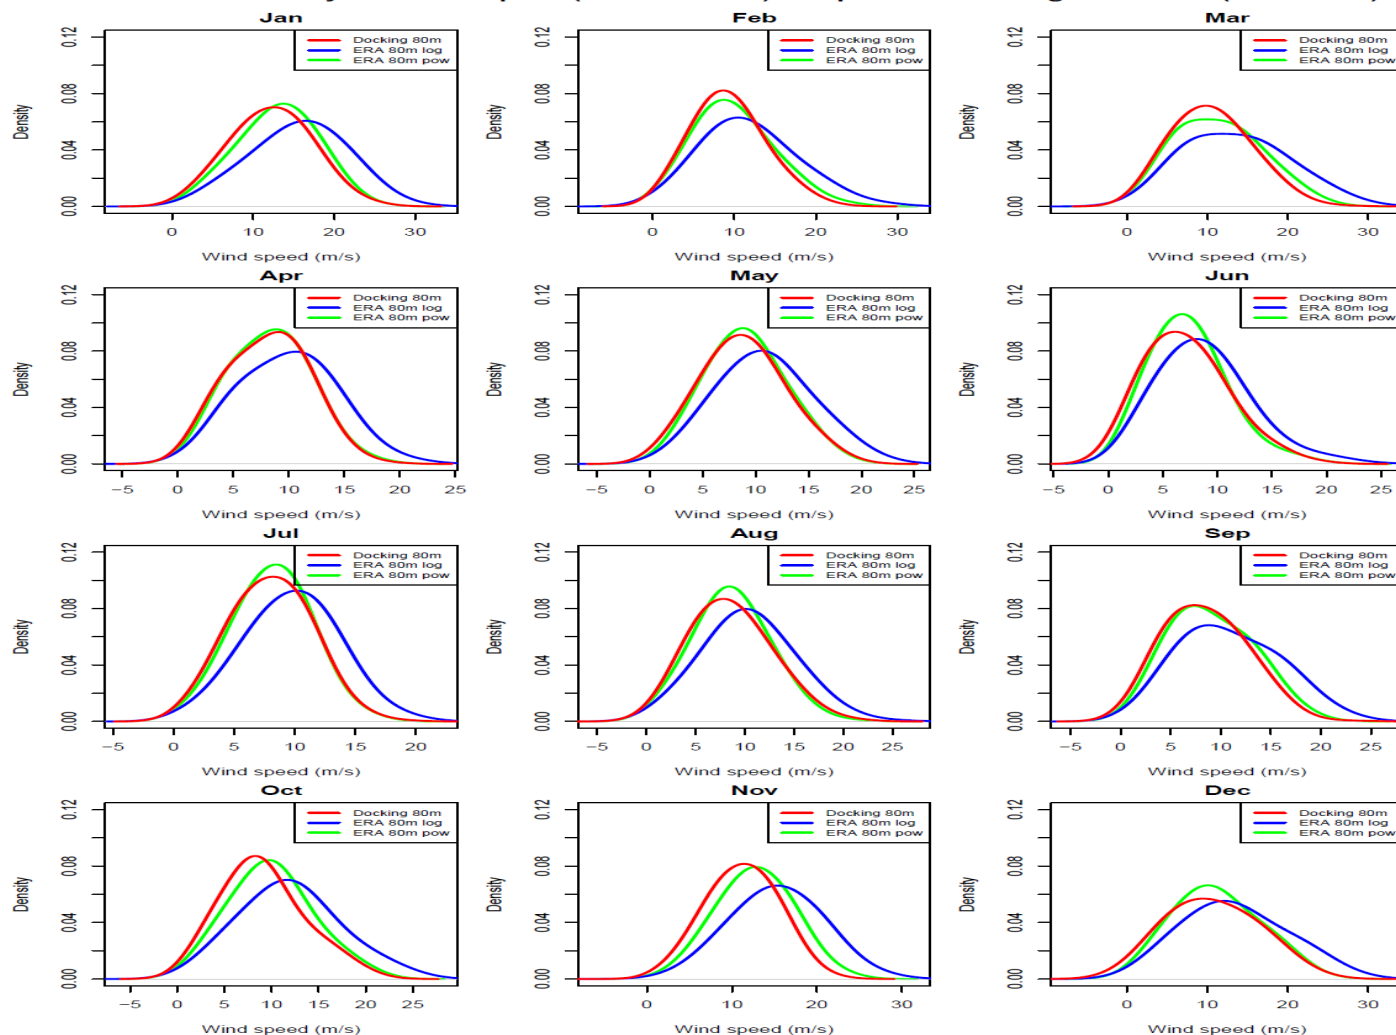 Jan
Feb
Mar
Docking 80m
ERA 80m log
ERA 80m pow
Docking 80m
ERA 80m log
ERA 80m pow
Docking 80m
ERA 80m log
ERA 80m pow
Density
0.00 0.04 0.08 0.12
Density
0.00 0.04 0.08 0.12
Density
0.00 0.04 0.08 0.12
0 10 20 30
0 10 20 30
0 10 20 30
Wind speed (m/s)
Wind speed (m/s)
Wind speed (m/s)
Apr
May
Jun
Docking 80m
ERA 80m log
ERA 80m pow
Docking 80m
ERA 80m log
ERA 80m pow
Docking 80m
ERA 80m log
ERA 80m pow
Density
0.00 0.04 0.08 0.12
Density
0.00 0.04 0.08 0.12
Density
0.00 0.04 0.08 0.12
−5 0 5 10 15 20 25
−5 0 5 10 15 20 25
−5 0 5 10 15 20 25
Wind speed (m/s)
Wind speed (m/s)
Wind speed (m/s)
Jul
Aug
Sep
Docking 80m
ERA 80m log
ERA 80m pow
Docking 80m
ERA 80m log
ERA 80m pow
Docking 80m
ERA 80m log
ERA 80m pow
Density
0.00 0.04 0.08 0.12
Density
0.00 0.04 0.08 0.12
Density
0.00 0.04 0.08 0.12
−5 0 5 10 15 20
−5 0 5 10 15 20 25
−5 0 5 10 15 20 25
Wind speed (m/s)
Wind speed (m/s)
Wind speed (m/s)
Oct
Nov
Dec
Docking 80m
ERA 80m log
ERA 80m pow
Docking 80m
ERA 80m log
ERA 80m pow
Docking 80m
ERA 80m log
ERA 80m pow
Density
0.00 0.04 0.08 0.12
Density
0.00 0.04 0.08 0.12
Density
0.00 0.04 0.08 0.12
−5 0 5 10 15 20 25
0 10 20 30
0 10 20 30
Wind speed (m/s)
Wind speed (m/s)
Wind speed (m/s)